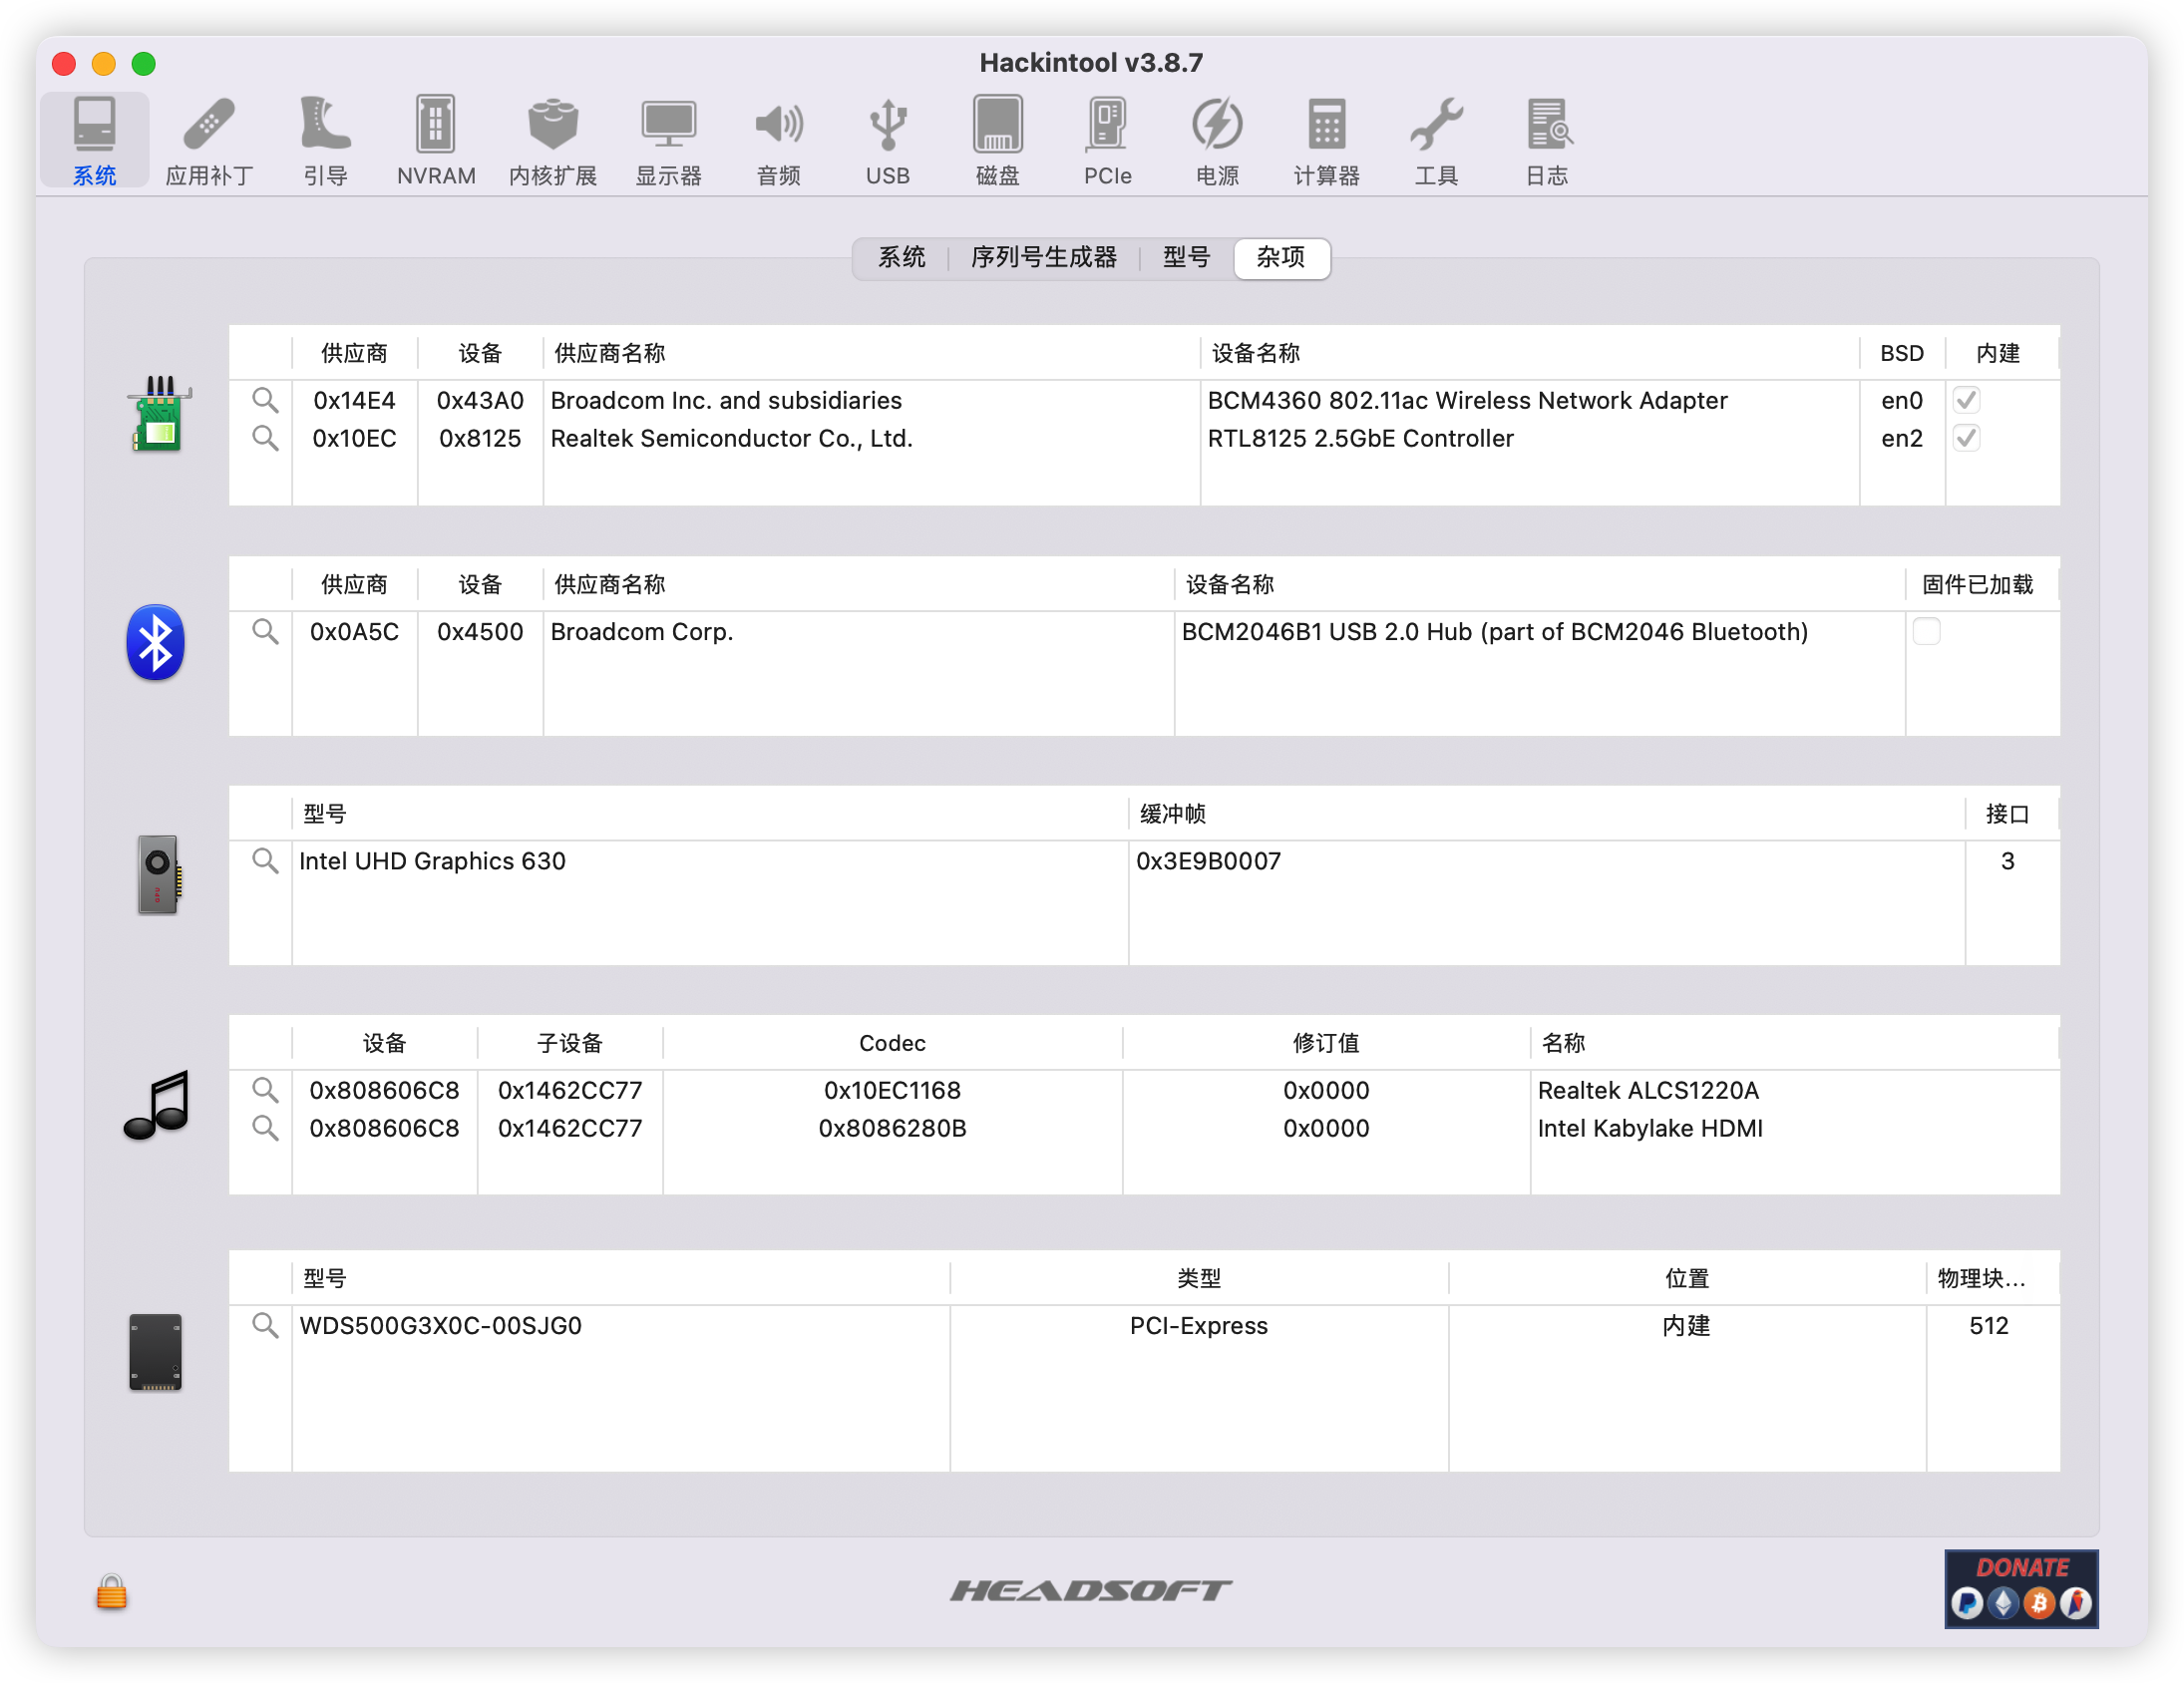 Hackintool v3.8.7
系统 应用补丁 引导 NVRAM 内核扩展 显示器 音频 USB 磁盘 PCIe 电源 计算器 工具 日志
系统 序列号生成器 型号 杂项
供应商 设备 供应商名称 设备名称 BSD 内建
0x14E4 0x43A0 Broadcom Inc. and subsidiaries BCM4360 802.11ac Wireless Network Adapter en0
0x10EC 0x8125 Realtek Semiconductor Co., Ltd. RTL8125 2.5GbE Controller en2
供应商 设备 供应商名称 设备名称 固件已加载
0x0A5C 0x4500 Broadcom Corp. BCM2046B1 USB 2.0 Hub (part of BCM2046 Bluetooth)
型号 缓冲帧 接口
Intel UHD Graphics 630 0x3E9B0007 3
设备 子设备 Codec 修订值 名称
0x808606C8 0x1462CC77 0x10EC1168 0x0000 Realtek ALCS1220A
0x808606C8 0x1462CC77 0x8086280B 0x0000 Intel Kabylake HDMI
型号 类型 位置 物理块...
WDS500G3X0C-00SJG0 PCI-Express 内建 512
HEADSOFT
DONATE